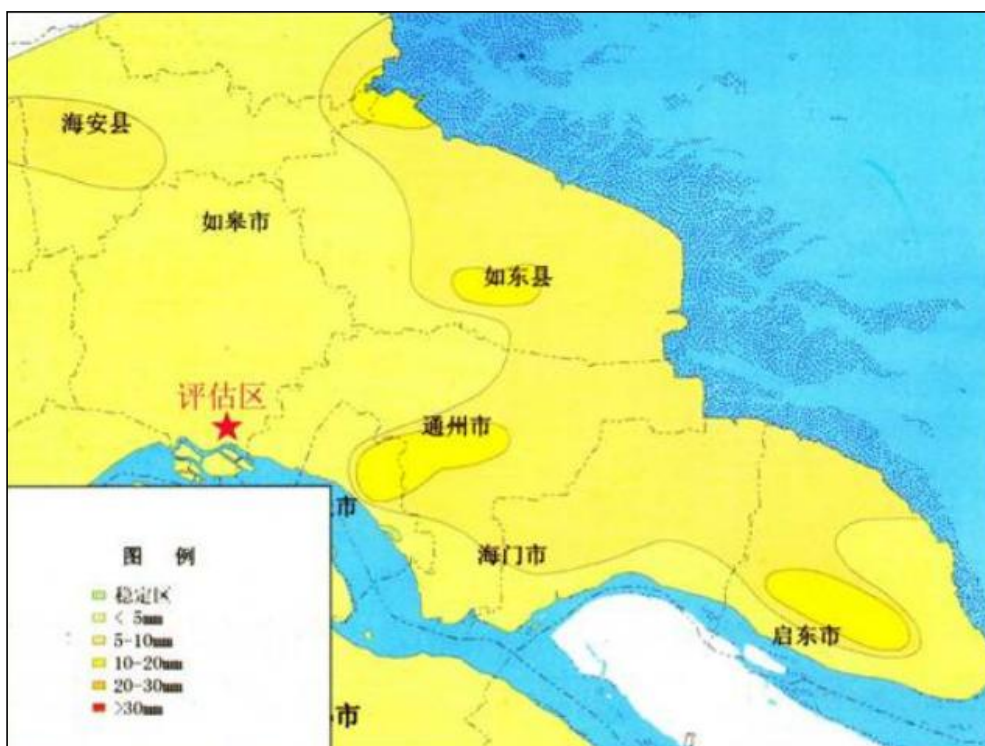 海安县
如皋市
如东县
评估区
通州市
市
海门市
启东市
图 例
稳定区
< 5mm
5-10mm
10-20mm
20-30mm
>30mm
市